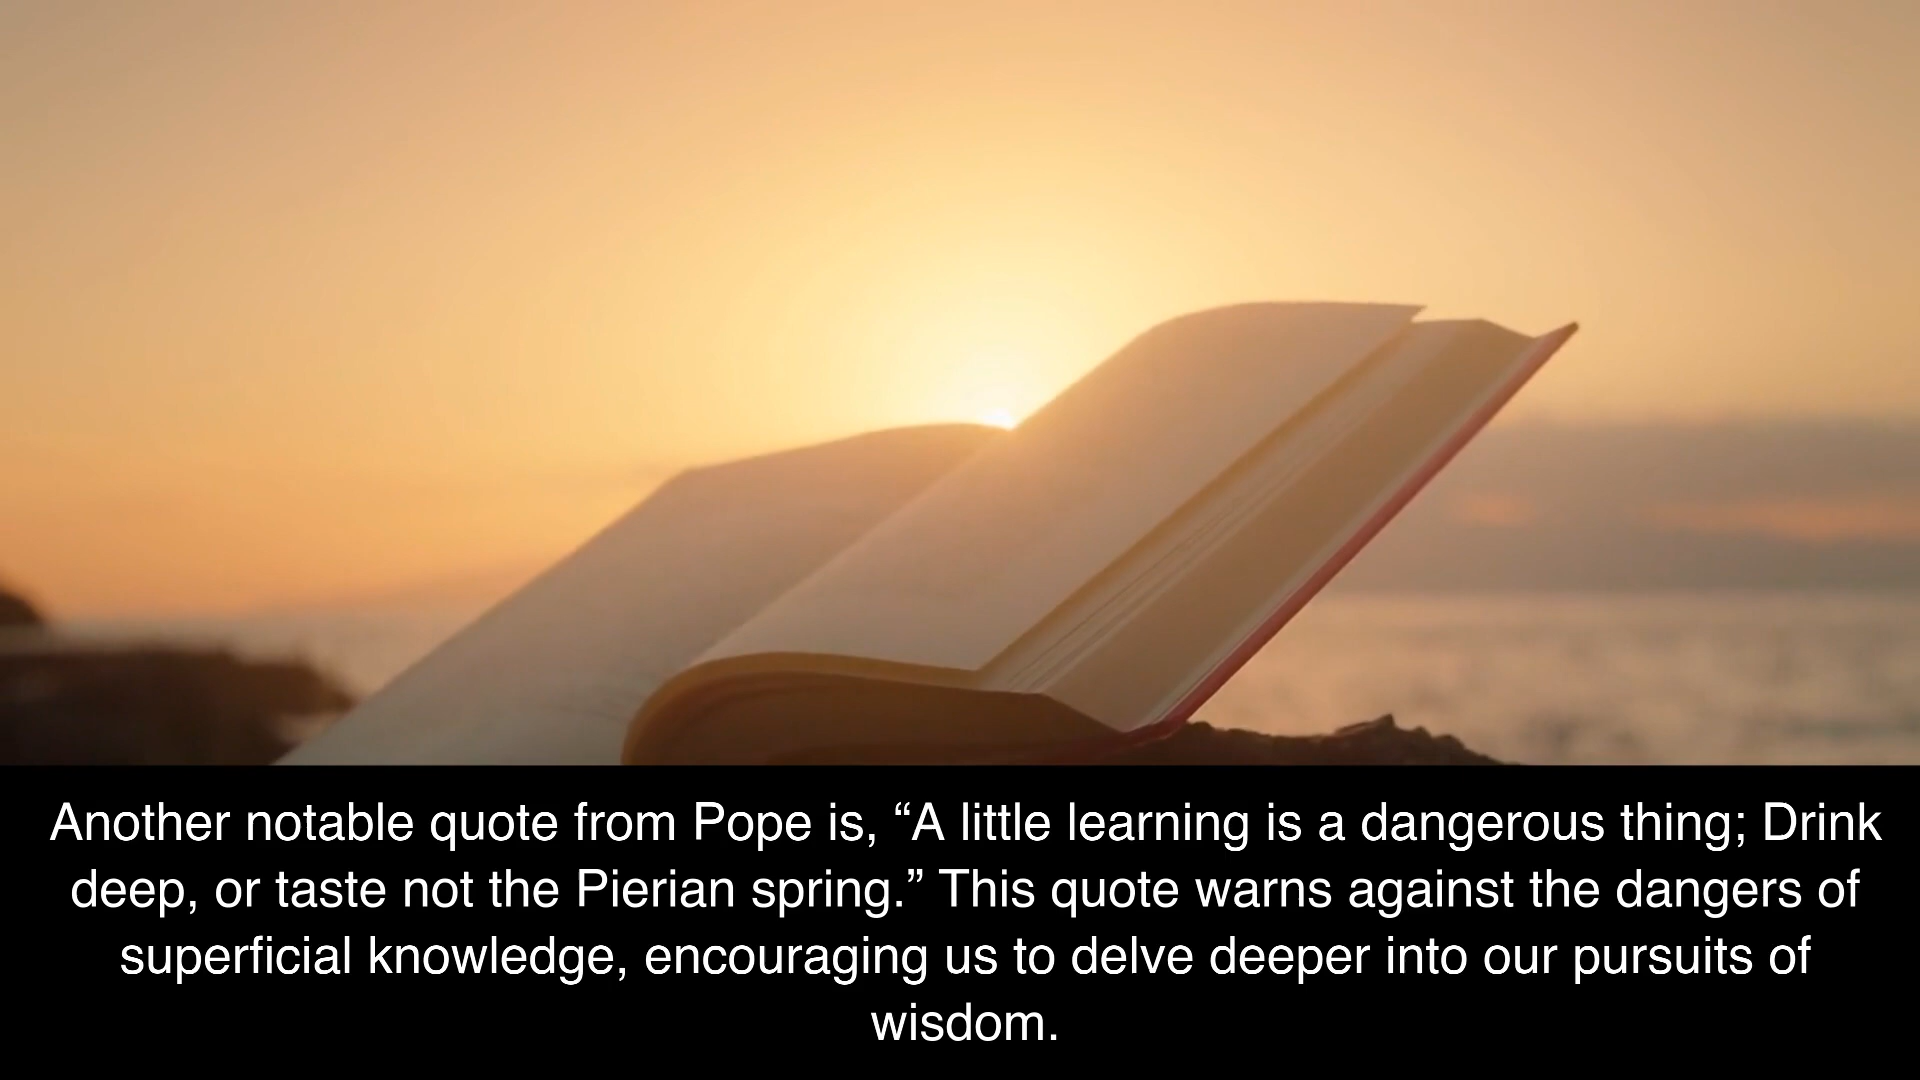 Another notable quote from Pope is, “A little learning is a dangerous thing; Drink
deep, or taste not the Pierian spring.” This quote warns against the dangers of
superficial knowledge, encouraging us to delve deeper into our pursuits of
wisdom.